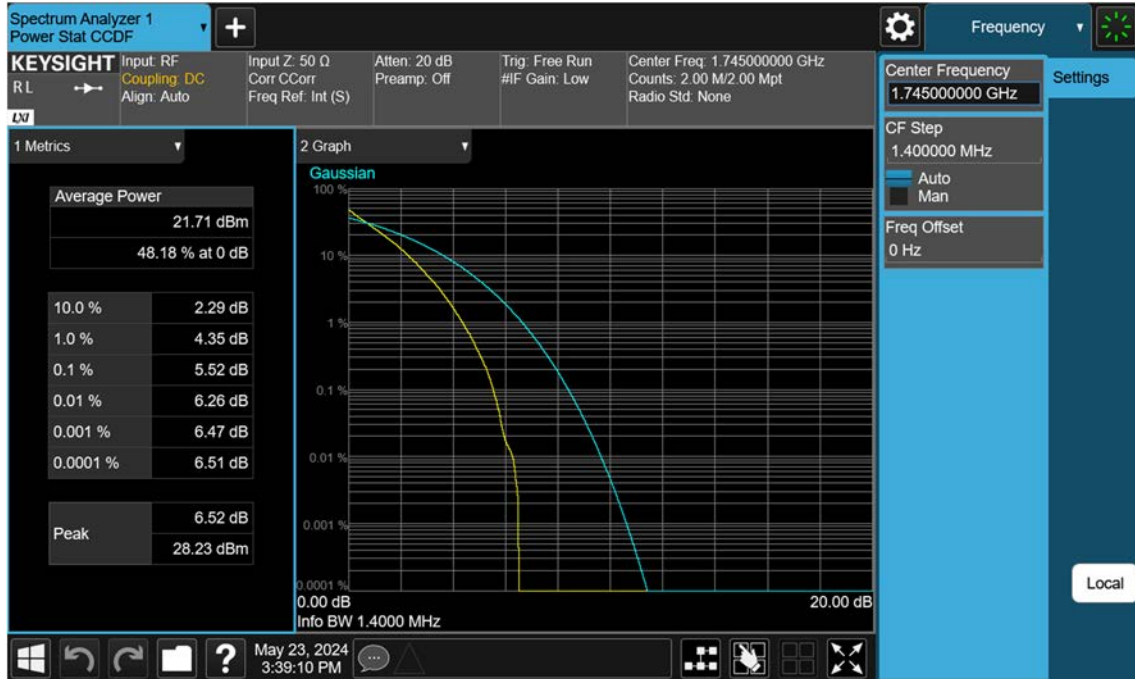 Spectrum Analyzer 1
Power Stat CCDF
+
Frequency
KEYSIGHT
RL
LXI
Input: RF
Coupling: DC
Align: Auto
Input Z: 50 Ω
Corr CCorr
Freq Ref: Int (S)
Atten: 20 dB
Preamp: Off
Trig: Free Run
#IF Gain: Low
Center Freq: 1.745000000 GHz
Counts: 2.00 M/2.00 Mpt
Radio Std: None
Center Frequency
1.745000000 GHz
Settings
CF Step
1.400000 MHz
Auto
Man
Freq Offset
0 Hz
1 Metrics
Average Power
21.71 dBm
48.18 % at 0 dB
10.0 % 2.29 dB
1.0 % 4.35 dB
0.1 % 5.52 dB
0.01 % 6.26 dB
0.001 % 6.47 dB
0.0001 % 6.51 dB
Peak 6.52 dB
28.23 dBm
2 Graph
Gaussian
100 %
10 %
1 %
0.1 %
0.01 %
0.001 %
0.0001 %
0.00 dB 20.00 dB
Info BW 1.4000 MHz
Local
?
May 23, 2024
3:39:10 PM